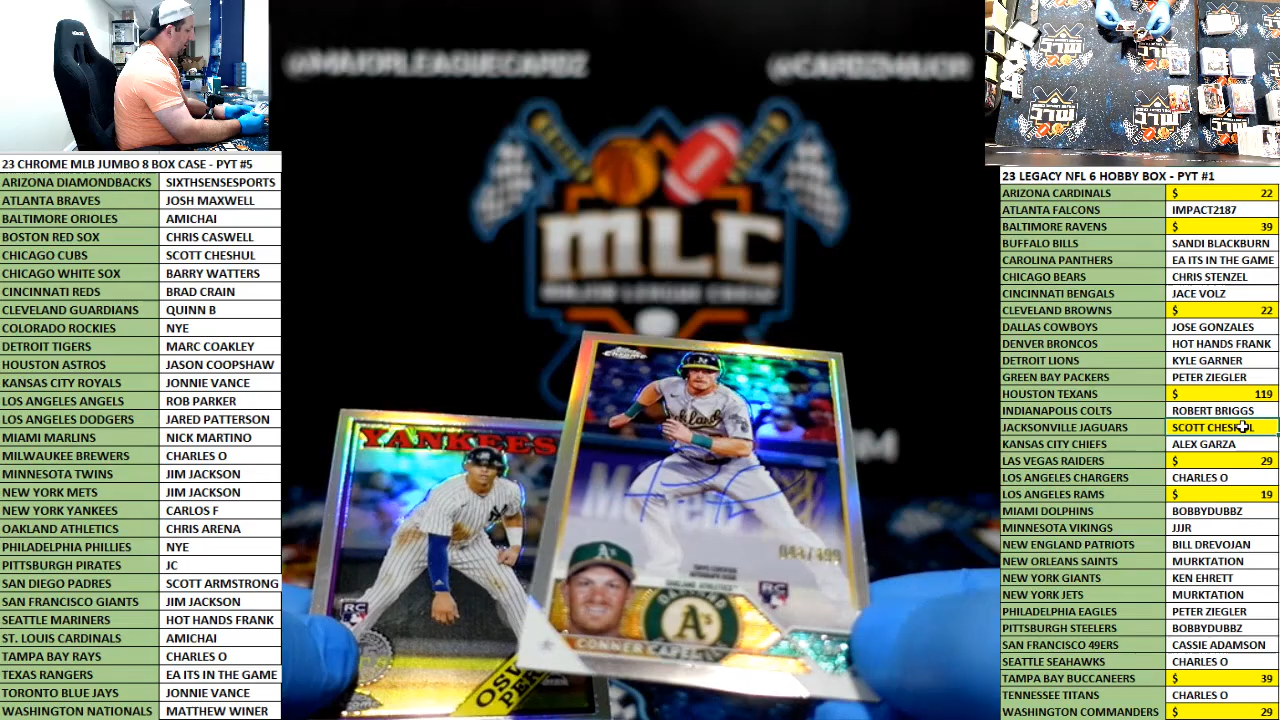 23 CHROME MLB JUMBO 8 BOX CASE - PYT #5
ARIZONA DIAMONDBACKS SIXTHSENSESPORTS
ATLANTA BRAVES JOSH MAXWELL
BALTIMORE ORIOLES AMICHAI
BOSTON RED SOX CHRIS CASWELL
CHICAGO CUBS SCOTT CHESHUL
CHICAGO WHITE SOX BARRY WATTERS
CINCINNATI REDS BRAD CRAIN
CLEVELAND GUARDIANS QUINN B
COLORADO ROCKIES NYE
DETROIT TIGERS MARC COAKLEY
HOUSTON ASTROS JASON COOPSHAW
KANSAS CITY ROYALS JONNIE VANCE
LOS ANGELES ANGELS ROB PARKER
LOS ANGELES DODGERS JARED PATTERSON
MIAMI MARLINS NICK MARTINO
MILWAUKEE BREWERS CHARLES O
MINNESOTA TWINS JIM JACKSON
NEW YORK METS JIM JACKSON
NEW YORK YANKEES CARLOS F
OAKLAND ATHLETICS CHRIS ARENA
PHILADELPHIA PHILLIES NYE
PITTSBURGH PIRATES JC
SAN DIEGO PADRES SCOTT ARMSTRONG
SAN FRANCISCO GIANTS JIM JACKSON
SEATTLE MARINERS HOT HANDS FRANK
ST. LOUIS CARDINALS AMICHAI
TAMPA BAY RAYS CHARLES O
TEXAS RANGERS EA ITS IN THE GAME
TORONTO BLUE JAYS JONNIE VANCE
WASHINGTON NATIONALS MATTHEW WINER
MLC
MAJOR LEAGUE CARDZ
YANKEES
RC
Chrome
RC
OAKLAND ATHLETICS
A's
CONNER CAPEL
23 LEGACY NFL 6 HOBBY BOX - PYT #1
ARIZONA CARDINALS $ 22
ATLANTA FALCONS IMPACT2187
BALTIMORE RAVENS $ 39
BUFFALO BILLS SANDI BLACKBURN
CAROLINA PANTHERS EA ITS IN THE GAME
CHICAGO BEARS CHRIS STENZEL
CINCINNATI BENGALS JACE VOLZ
CLEVELAND BROWNS $ 22
DALLAS COWBOYS JOSE GONZALES
DENVER BRONCOS HOT HANDS FRANK
DETROIT LIONS KYLE GARNER
GREEN BAY PACKERS PETER ZIEGLER
HOUSTON TEXANS $ 119
INDIANAPOLIS COLTS ROBERT BRIGGS
JACKSONVILLE JAGUARS SCOTT CHESHUL
KANSAS CITY CHIEFS ALEX GARZA
LAS VEGAS RAIDERS $ 29
LOS ANGELES CHARGERS CHARLES O
LOS ANGELES RAMS $ 19
MIAMI DOLPHINS BOBBYDUBBZ
MINNESOTA VIKINGS JJJR
NEW ENGLAND PATRIOTS BILL DREVOJAN
NEW ORLEANS SAINTS MURKTATION
NEW YORK GIANTS KEN EHRETT
NEW YORK JETS MURKTATION
PHILADELPHIA EAGLES PETER ZIEGLER
PITTSBURGH STEELERS BOBBYDUBBZ
SAN FRANCISCO 49ERS CASSIE ADAMSON
SEATTLE SEAHAWKS CHARLES O
TAMPA BAY BUCCANEERS $ 39
TENNESSEE TITANS CHARLES O
WASHINGTON COMMANDERS $ 29